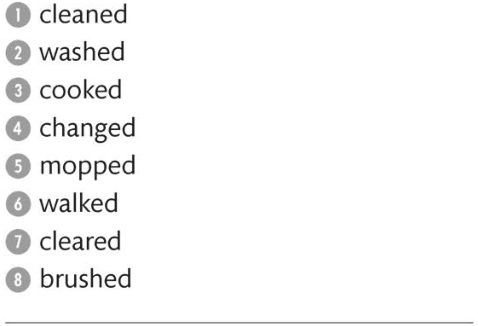 1 cleaned
2 washed
3 cooked
4 changed
5 mopped
6 walked
7 cleared
8 brushed